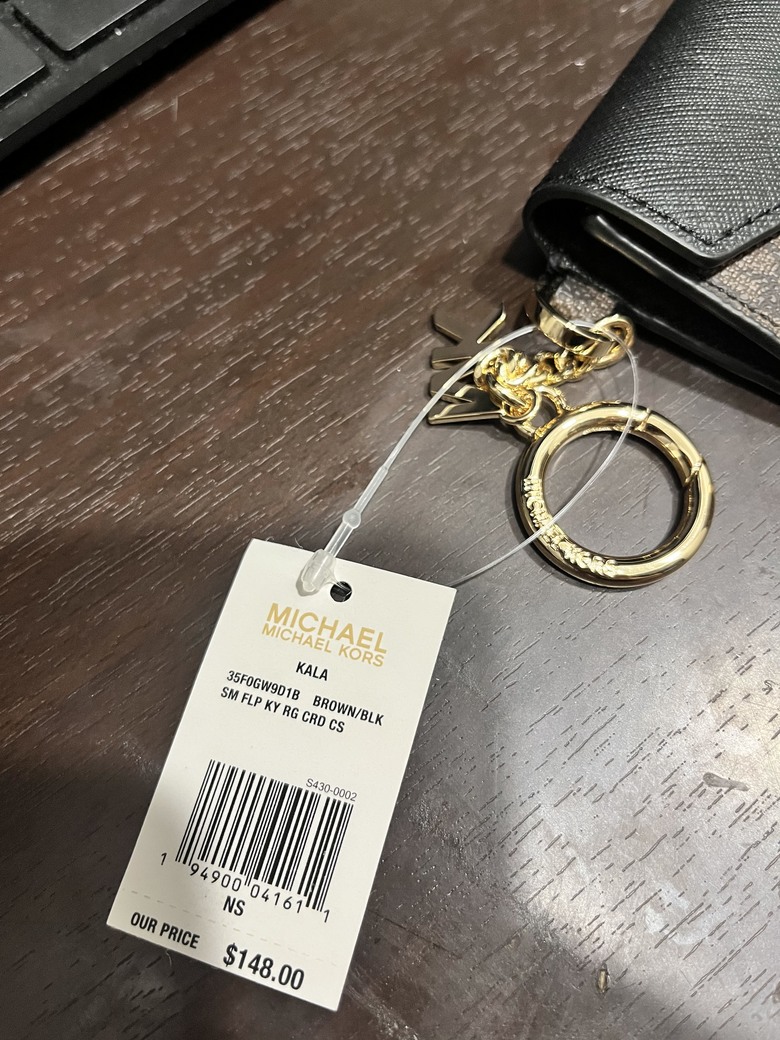 MICHAEL
MICHAEL KORS
KALA
35F0GW9D1B BROWN/BLK
SM FLP KY RG CRD CS
S430-0002
1 94900 04161 1
NS
OUR PRICE $148.00
MICHAEL KORS